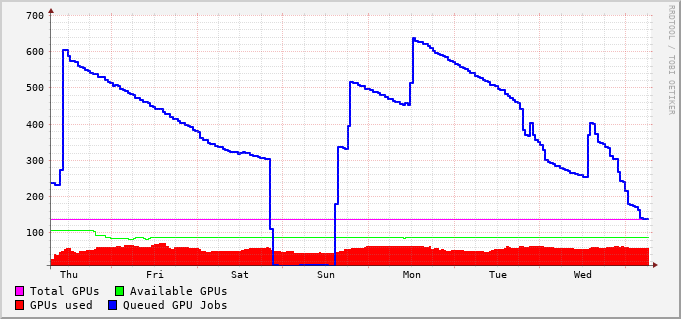 700
600
500
400
300
200
100
Thu Fri Sat Sun Mon Tue Wed
Total GPUs Available GPUs
GPUs used Queued GPU Jobs
RRDTOOL / TOBI OETIKER